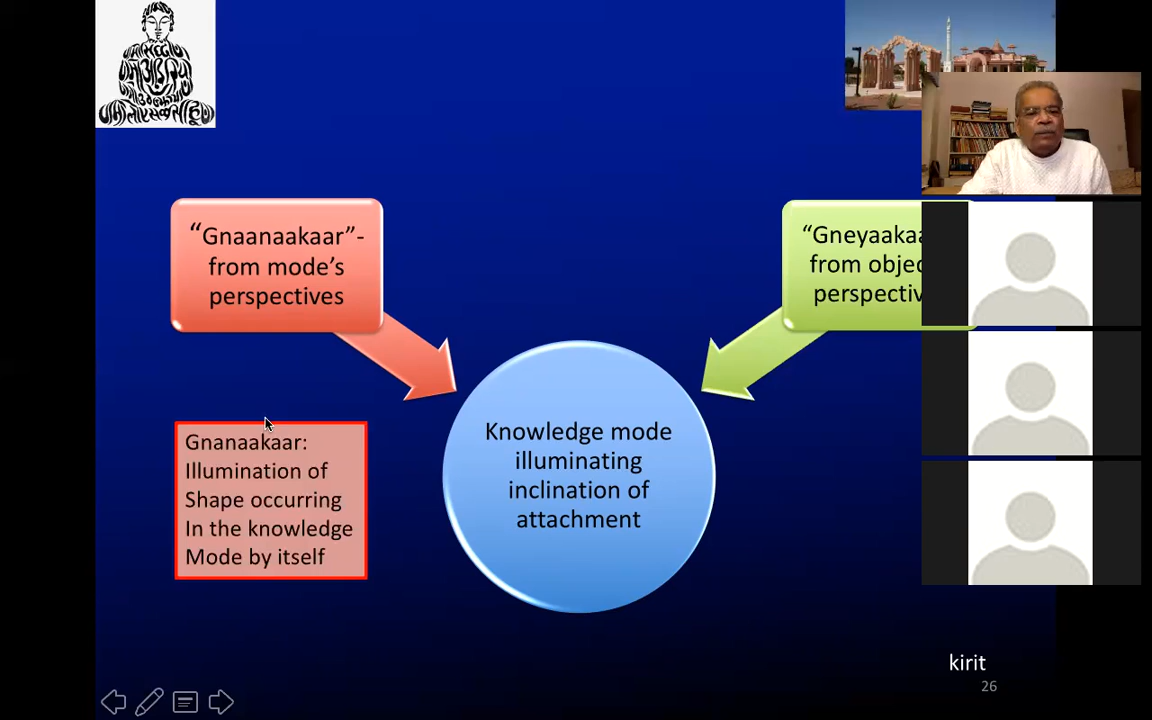 “Gnaanaakaar”-
from mode’s
perspectives
from
Knowledge mode
illuminating
inclination of
attachment
Gnanaakaar:
Illumination of
Shape occurring
In the knowledge
Mode by itself
kirit
26